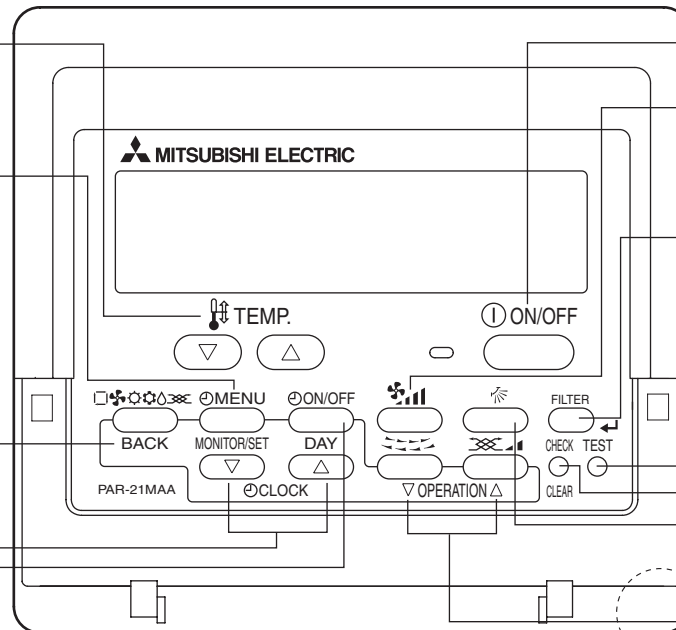 MITSUBISHI ELECTRIC
TEMP.
ON/OFF
MENU
ON/OFF
FILTER
BACK
MONITOR/SET
DAY
CHECK
TEST
PAR-21MAA
CLOCK
OPERATION
CLEAR